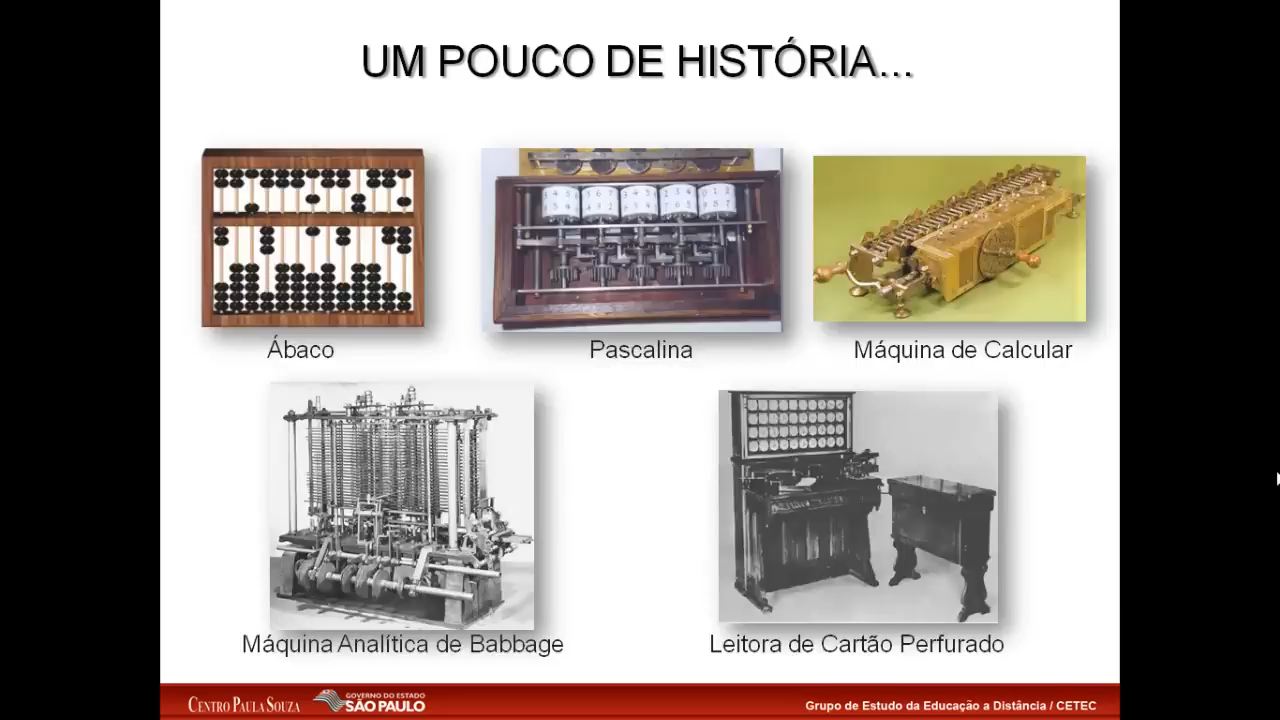 UM POUCO DE HISTÓRIA...
Ábaco
Pascalina
Máquina de Calcular
Máquina Analítica de Babbage
Leitora de Cartão Perfurado
CENTRO PAULA SOUZA
GOVERNO DO ESTADO
SÃO PAULO
Grupo de Estudo da Educação a Distância / CETEC